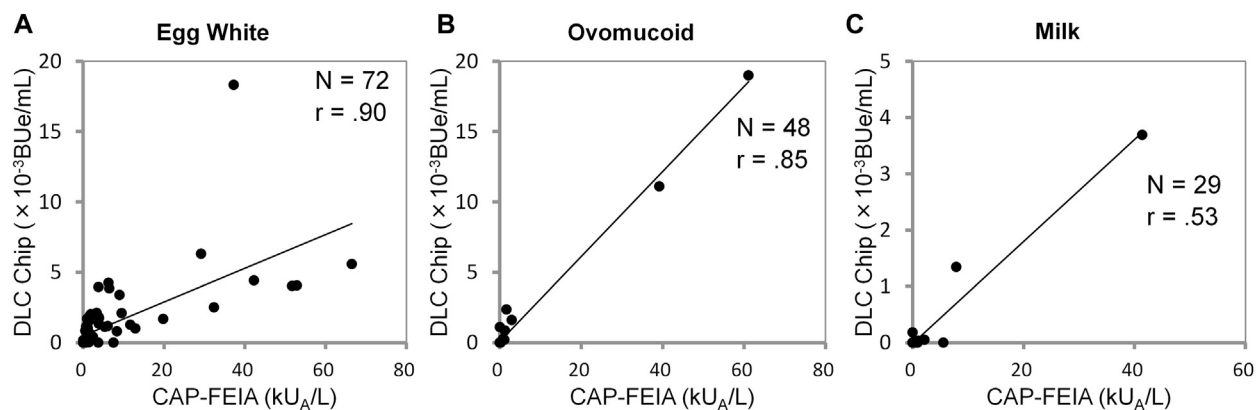 A
Egg White
DLC Chip (×10⁻³BUe/mL)
20
15
10
5
0
N = 72
r = .90
0
20
40
60
80
CAP-FEIA (kU_A/L)
B
Ovomucoid
DLC Chip (×10⁻³BUe/mL)
20
15
10
5
0
N = 48
r = .85
0
20
40
60
80
CAP-FEIA (kU_A/L)
C
Milk
DLC Chip (×10⁻³BUe/mL)
5
4
3
2
1
0
N = 29
r = .53
0
20
40
60
CAP-FEIA (kU_A/L)